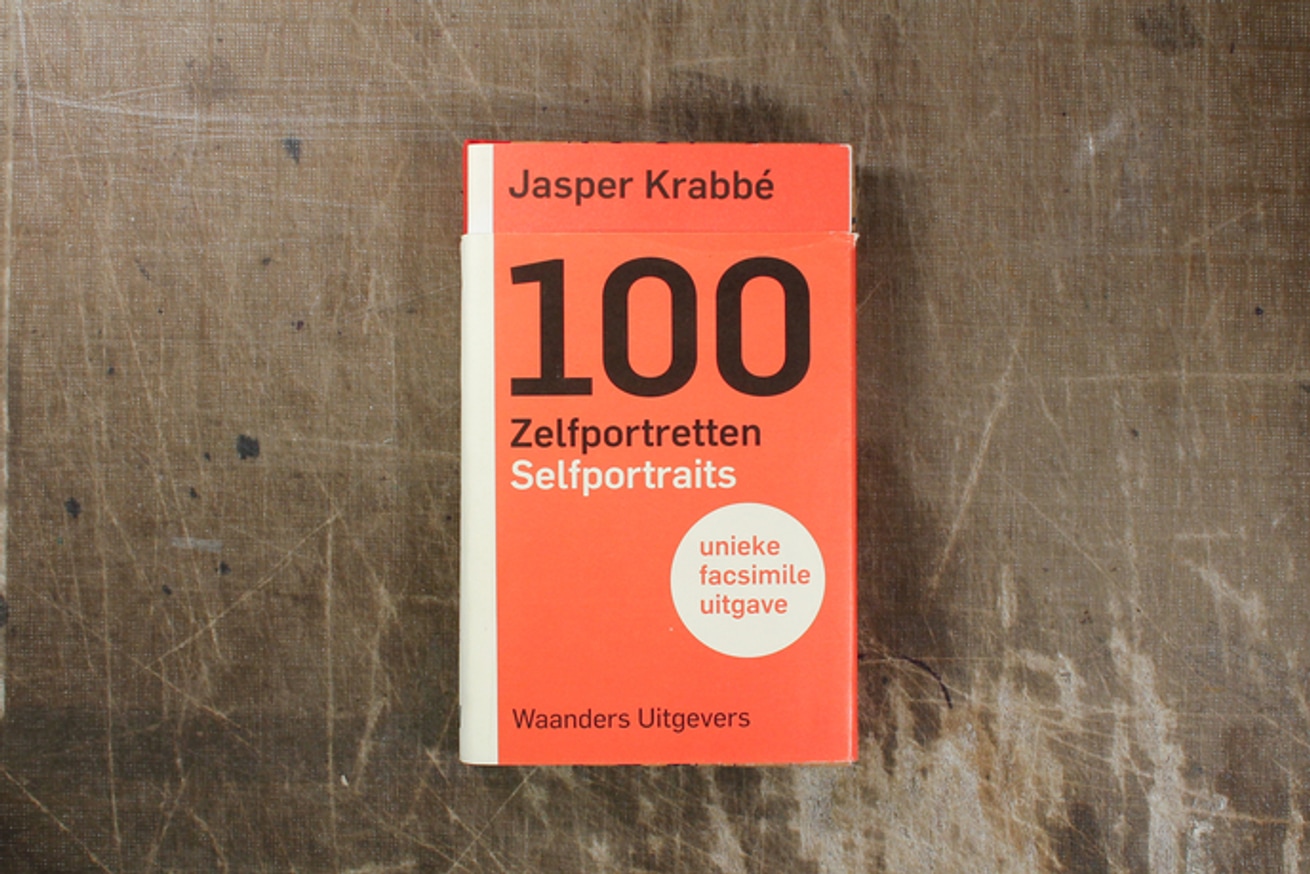 Jasper Krabbé
100
Zelfportretten
Selfportraits
unieke
facsimile
uitgave
Waanders Uitgevers